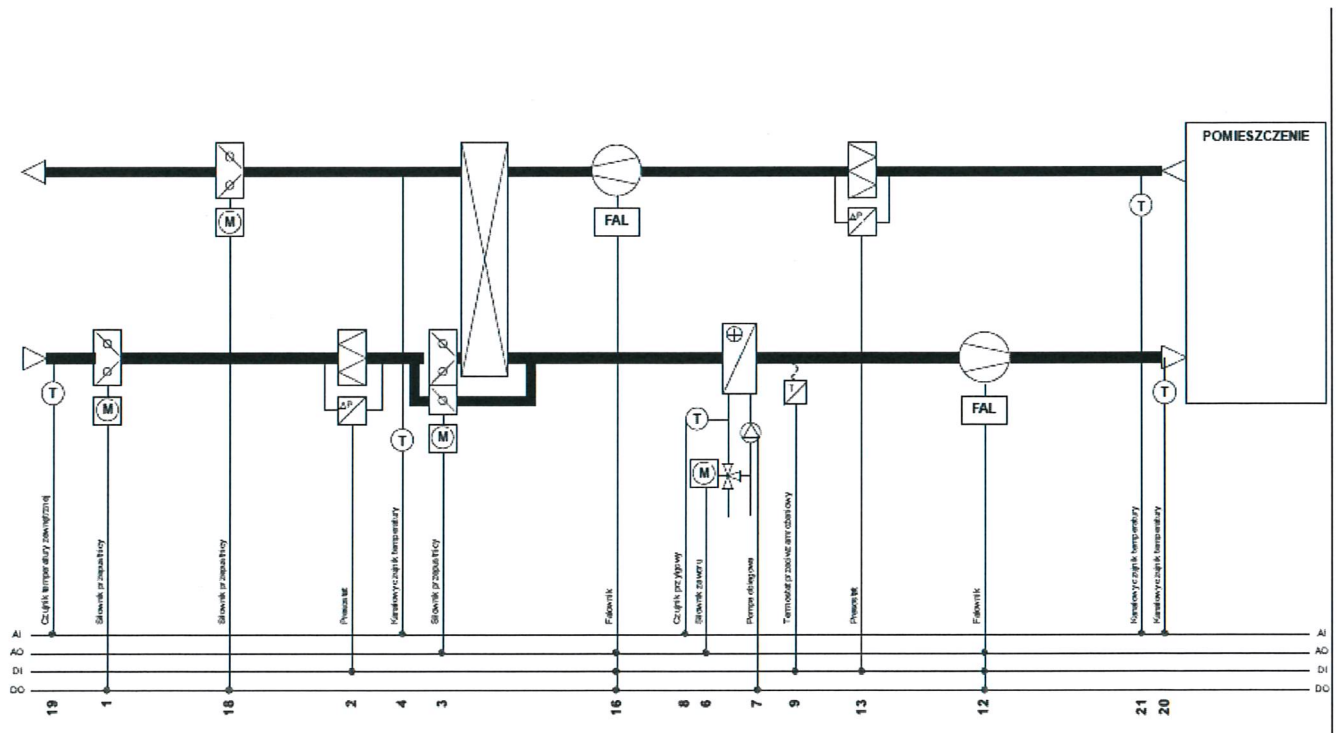 POMIESZCZENIE
M
FAL
ΔP
T
T
M
ΔP
T
M
T
M
T
FAL
T
Czujnik temperatury zewnętrznej
Siłownik przepustnicy
Siłownik przepustnicy
Presostat
Kanałowy czujnik temperatury
Siłownik przepustnicy
Falownik
Czujnik przylgowy
Siłownik zaworu
Pompa obiegowa
Termostat przeciwzamrożeniowy
Presostat
Falownik
Kanałowy czujnik temperatury
Kanałowy czujnik temperatury
AI AI
AO AO
DI DI
DO DO
19 1 18 2 4 3 16 8 6 7 9 13 12 21 20